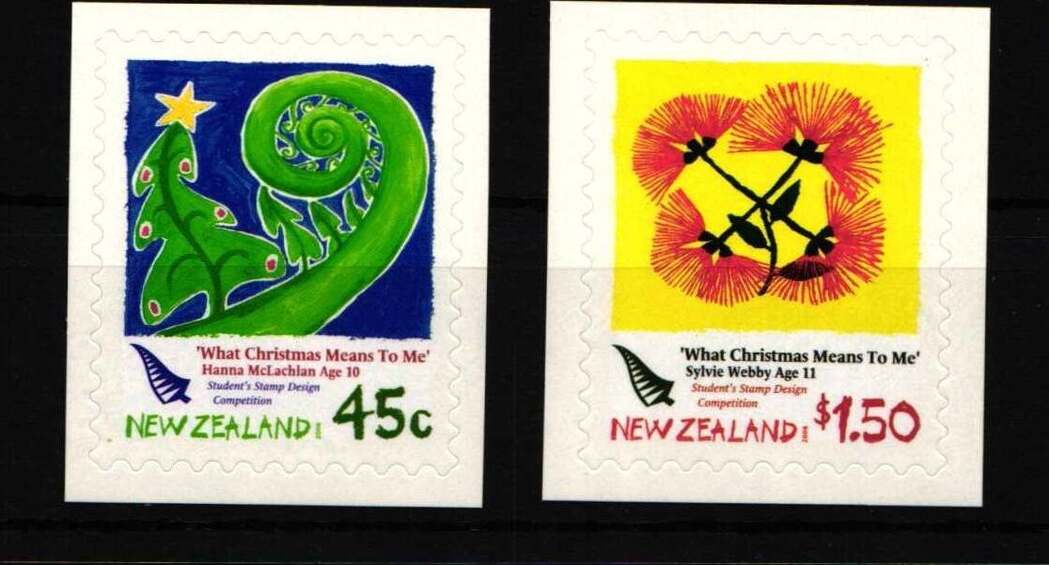 'What Christmas Means To Me'
Hanna McLachlan Age 10
Student's Stamp Design
Competition
NEW ZEALAND 45c
'What Christmas Means To Me'
Sylvie Webby Age 11
Student's Stamp Design
Competition
NEW ZEALAND $1.50